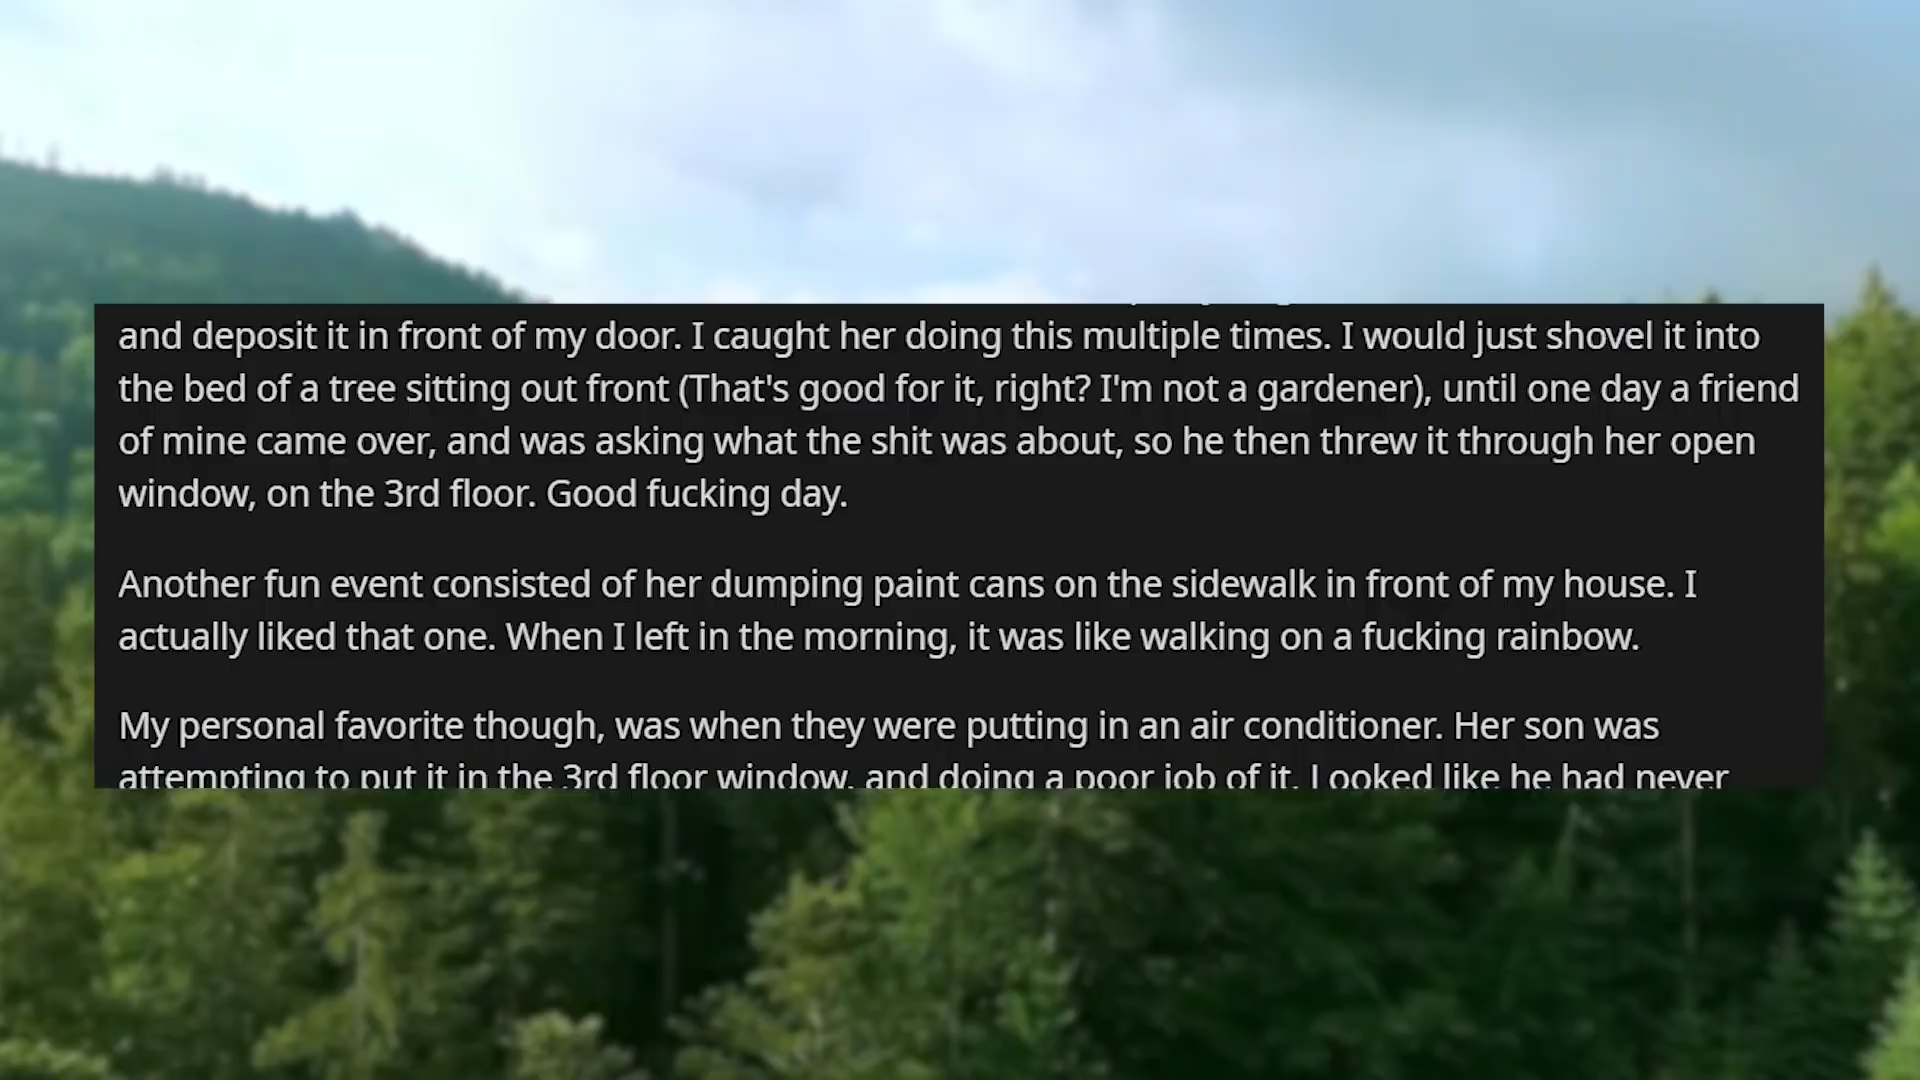 and deposit it in front of my door. I caught her doing this multiple times. I would just shovel it into
the bed of a tree sitting out front (That's good for it, right? I'm not a gardener), until one day a friend
of mine came over, and was asking what the shit was about, so he then threw it through her open
window, on the 3rd floor. Good fucking day.
Another fun event consisted of her dumping paint cans on the sidewalk in front of my house. I
actually liked that one. When I left in the morning, it was like walking on a fucking rainbow.
My personal favorite though, was when they were putting in an air conditioner. Her son was
attempting to put it in the 3rd floor window, and doing a poor job of it. Looked like he had never